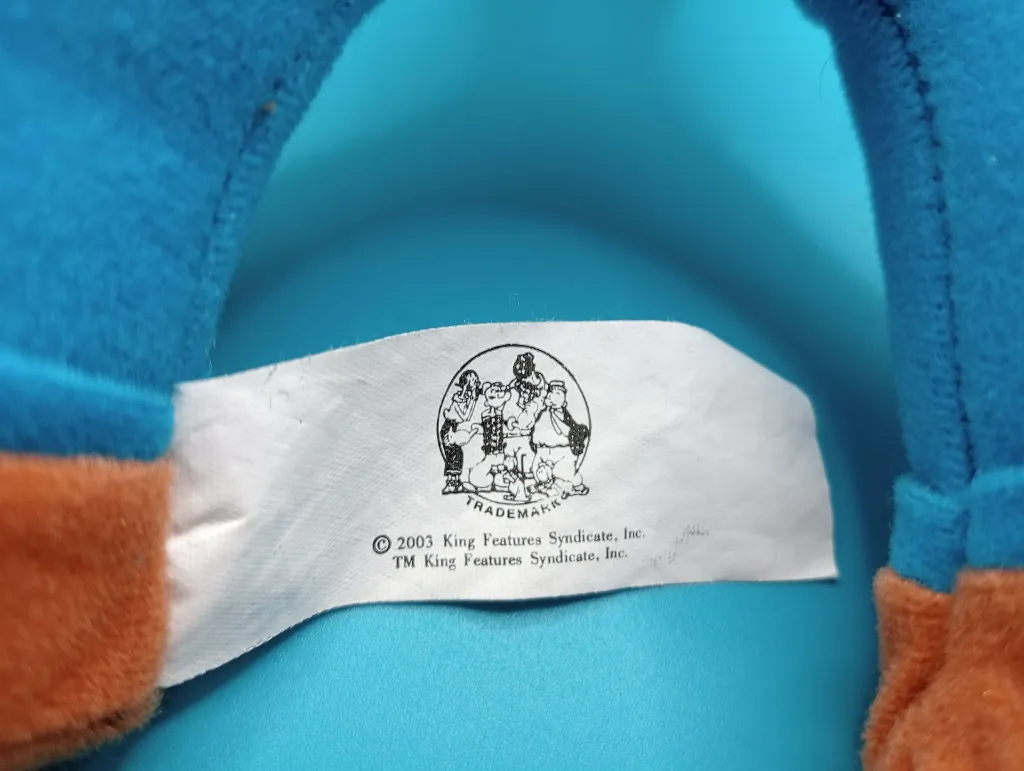 TRADEMARK
© 2003 King Features Syndicate, Inc.
TM King Features Syndicate, Inc.